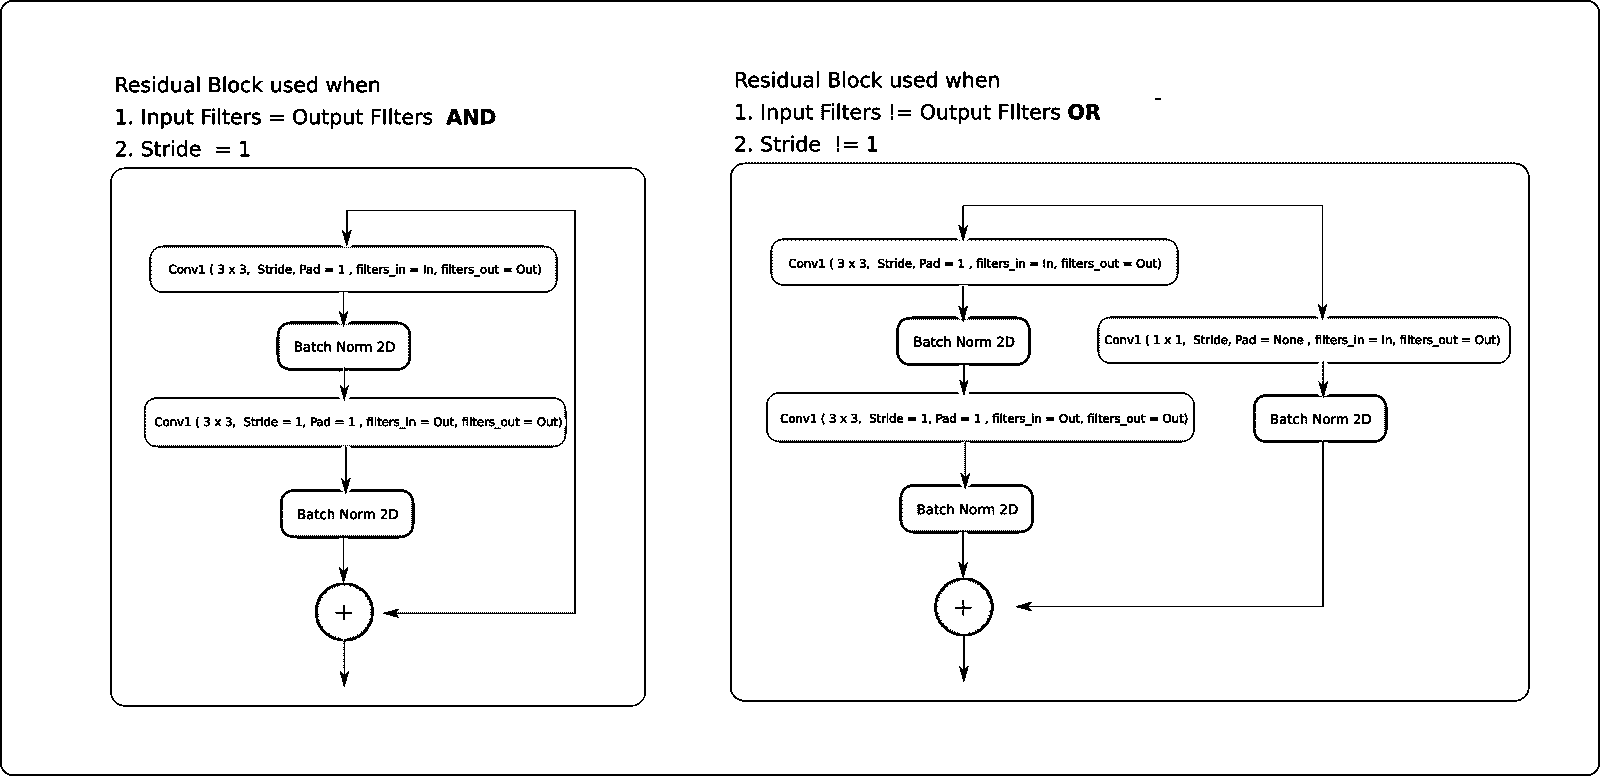 Residual Block used when
1. Input Filters = Output FIlters AND
2. Stride = 1
Conv1 ( 3 x 3, Stride, Pad = 1 , filters_in = In, filters_out = Out)
Batch Norm 2D
Conv1 ( 3 x 3, Stride = 1, Pad = 1 , filters_in = Out, filters_out = Out)
Batch Norm 2D
+
Residual Block used when
1. Input Filters != Output FIlters OR
2. Stride != 1
Conv1 ( 3 x 3, Stride, Pad = 1 , filters_in = In, filters_out = Out)
Batch Norm 2D
Conv1 ( 3 x 3, Stride = 1, Pad = 1 , filters_in = Out, filters_out = Out)
Batch Norm 2D
+
Conv1 ( 1 x 1, Stride, Pad = None , filters_in = In, filters_out = Out)
Batch Norm 2D